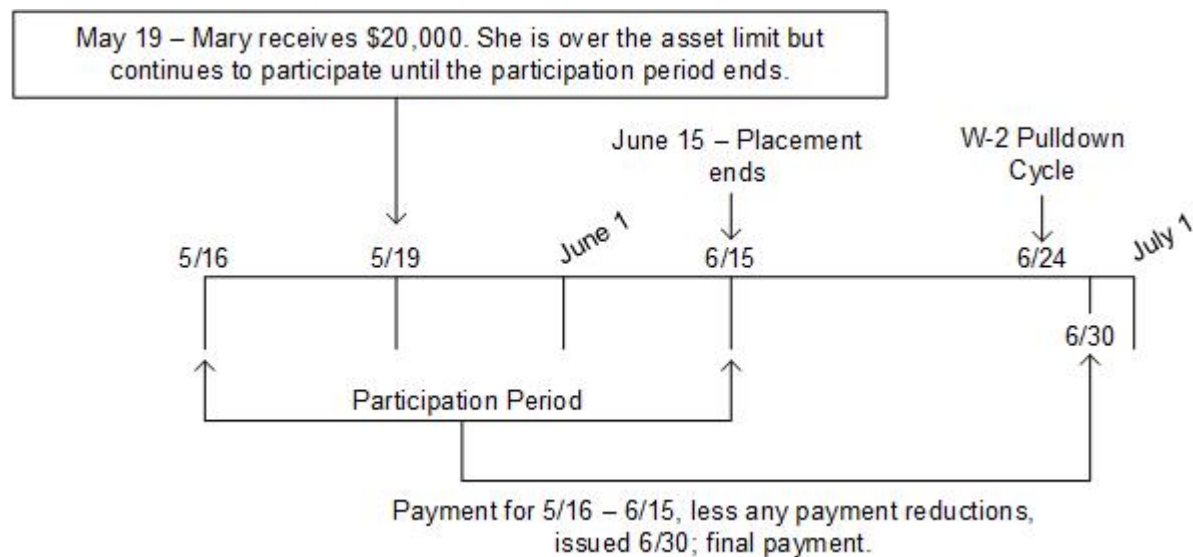 May 19 – Mary receives $20,000. She is over the asset limit but
continues to participate until the participation period ends.
June 15 – Placement
ends
W-2 Pulldown
Cycle
5/16
5/19
June 1
6/15
6/24
July 1
6/30
Participation Period
Payment for 5/16 – 6/15, less any payment reductions,
issued 6/30; final payment.